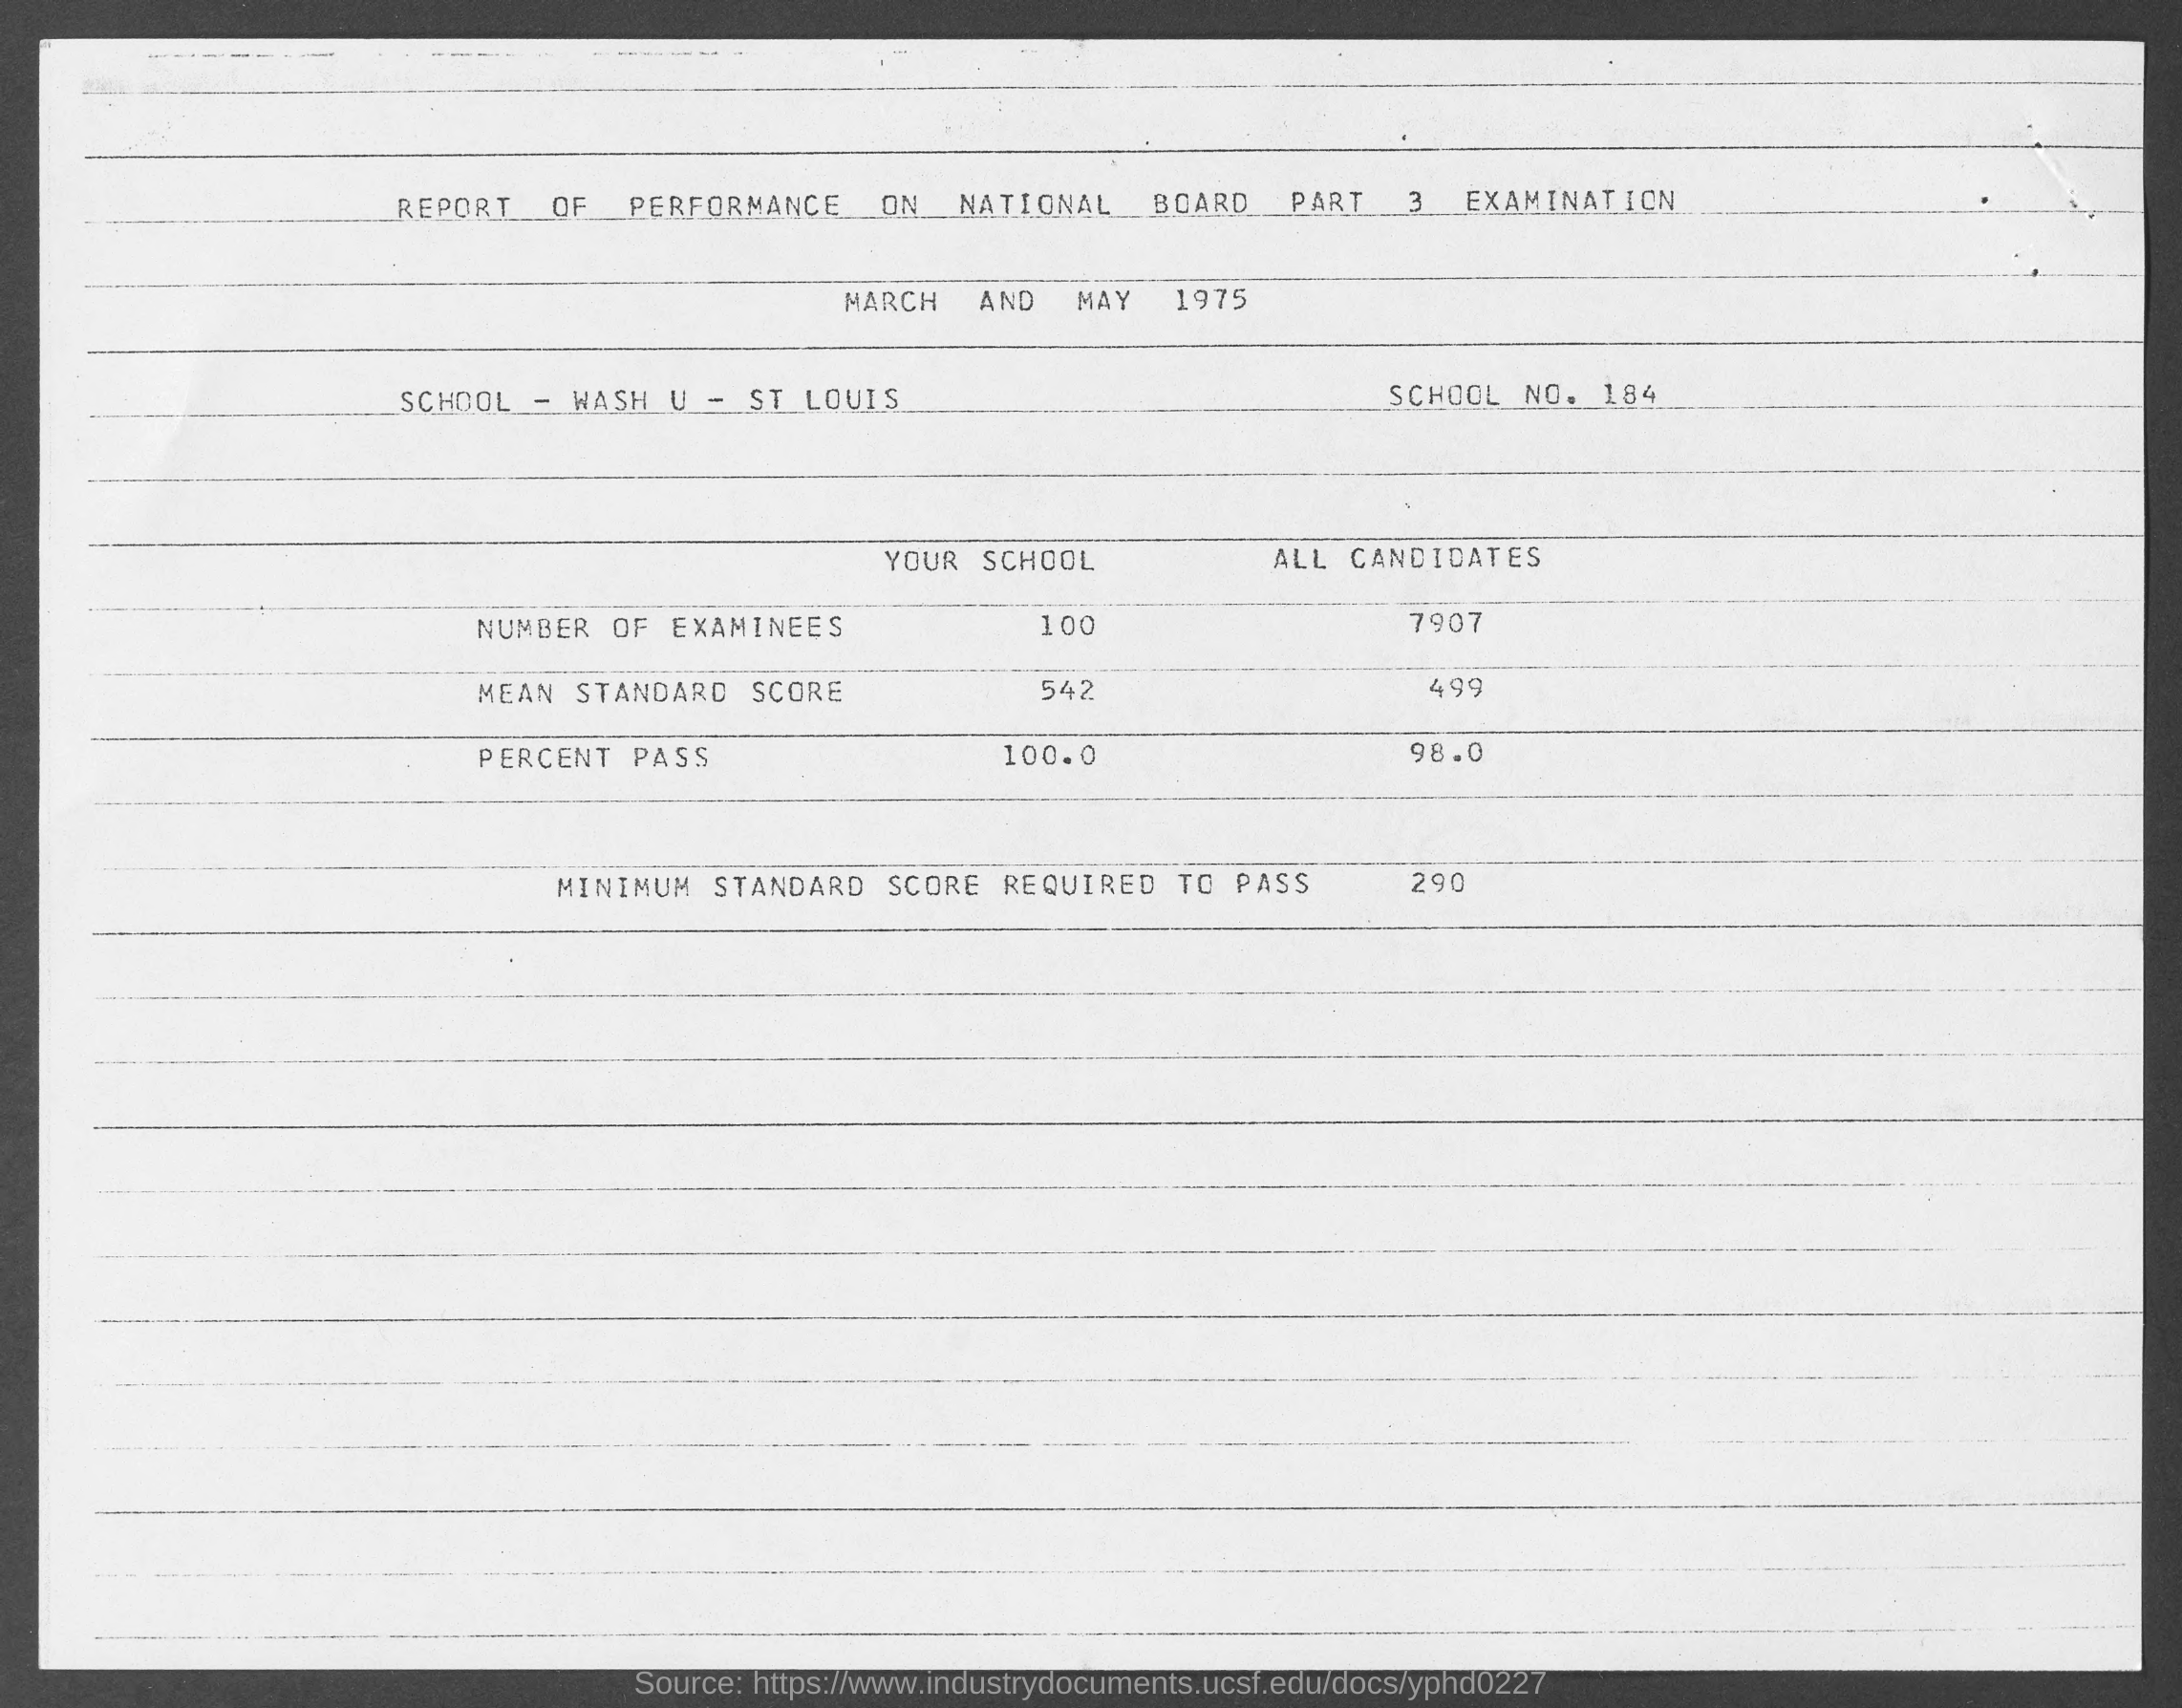 REPORT OF PERFORMANCE ON NATIONAL BOARD PART 3 EXAMINATION
MARCH AND MAY 1975
SCHOOL - WASH U - ST LOUIS SCHOOL NO. 184
YOUR SCHOOL ALL CANDIDATES
NUMBER OF EXAMINEES 100 7907
MEAN STANDARD SCORE 542 499
PERCENT PASS 100.0 98.0
MINIMUM STANDARD SCORE REQUIRED TO PASS 290
Source: https://www.industrydocuments.ucsf.edu/docs/yphd0227